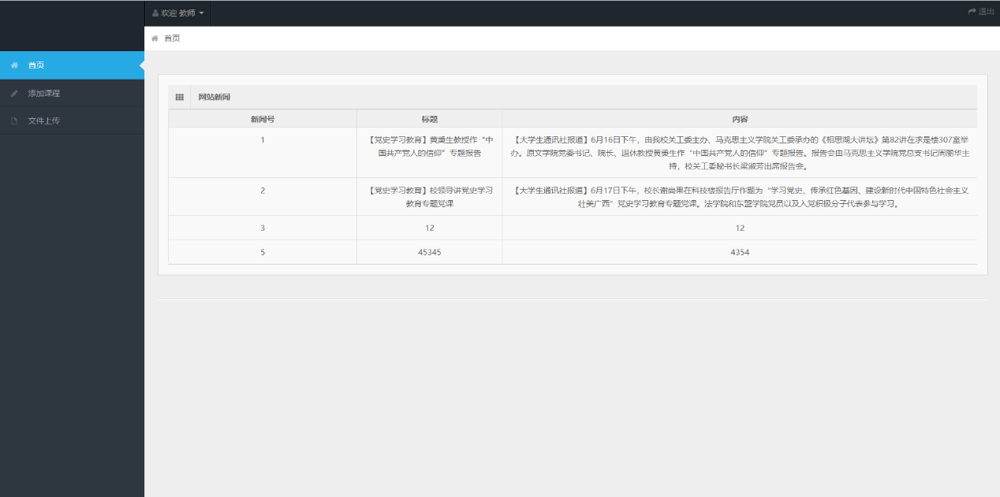 欢迎 教师
退出
首页
首页
添加课程
文件上传
网站新闻
新闻号 标题 内容
1
【党史学习教育】黄秉生教授作“中
国共产党人的信仰”专题报告
【大学生通讯社报道】6月16日下午，由我校关工委主办、马克思主义学院关工委承办的《相思湖大讲坛》第82讲在求是楼307室举
办。原文学院党委书记、院长、退休教授黄秉生作“中国共产党人的信仰”专题报告。报告会由马克思主义学院党总支书记周丽华主
持，校关工委秘书长梁淑芳出席报告会。
2
【党史学习教育】校领导讲党史学习
教育专题党课
【大学生通讯社报道】6月17日下午，校长谢尚果在科技楼报告厅作题为“学习党史、传承红色基因、建设新时代中国特色社会主义
壮美广西”党史学习教育专题党课。法学院和东盟学院党员以及入党积极分子代表参与学习。
3 12 12
5 45345 4354